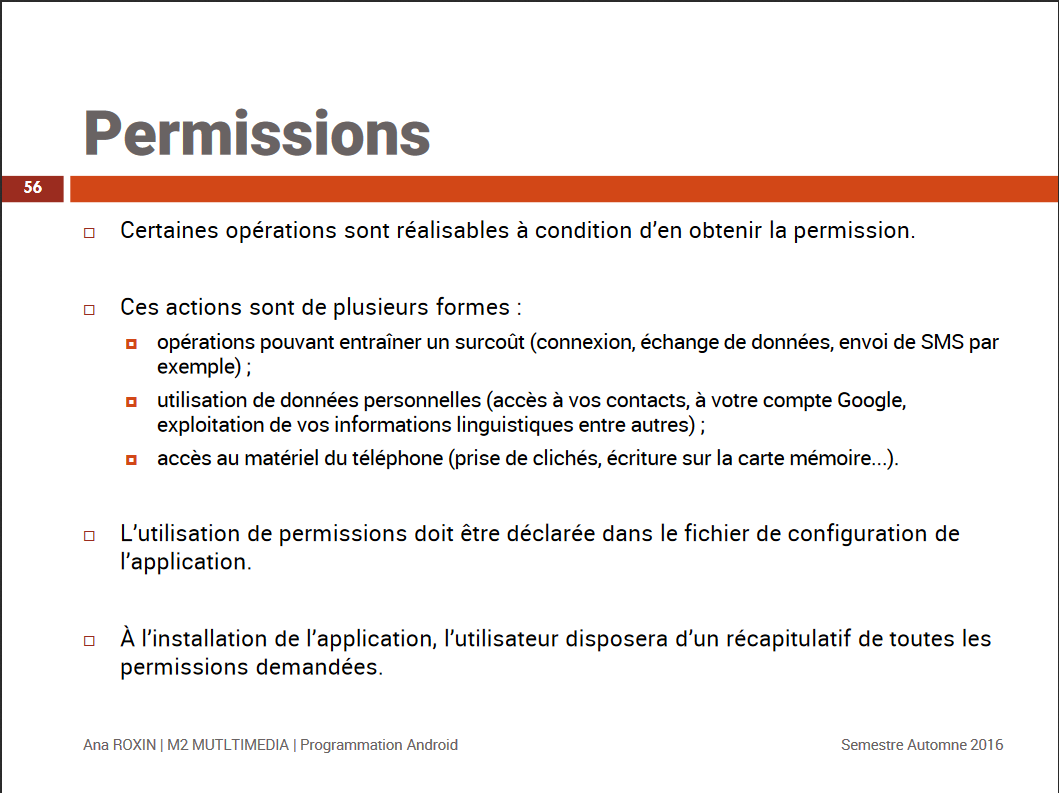 Permissions
56
Certaines opérations sont réalisables à condition d’en obtenir la permission.
Ces actions sont de plusieurs formes :
opérations pouvant entraîner un surcoût (connexion, échange de données, envoi de SMS par
exemple) ;
utilisation de données personnelles (accès à vos contacts, à votre compte Google,
exploitation de vos informations linguistiques entre autres) ;
accès au matériel du téléphone (prise de clichés, écriture sur la carte mémoire...).
L’utilisation de permissions doit être déclarée dans le fichier de configuration de
l’application.
À l’installation de l’application, l’utilisateur disposera d’un récapitulatif de toutes les
permissions demandées.
Ana ROXIN | M2 MUTLTIMEDIA | Programmation Android
Semestre Automne 2016